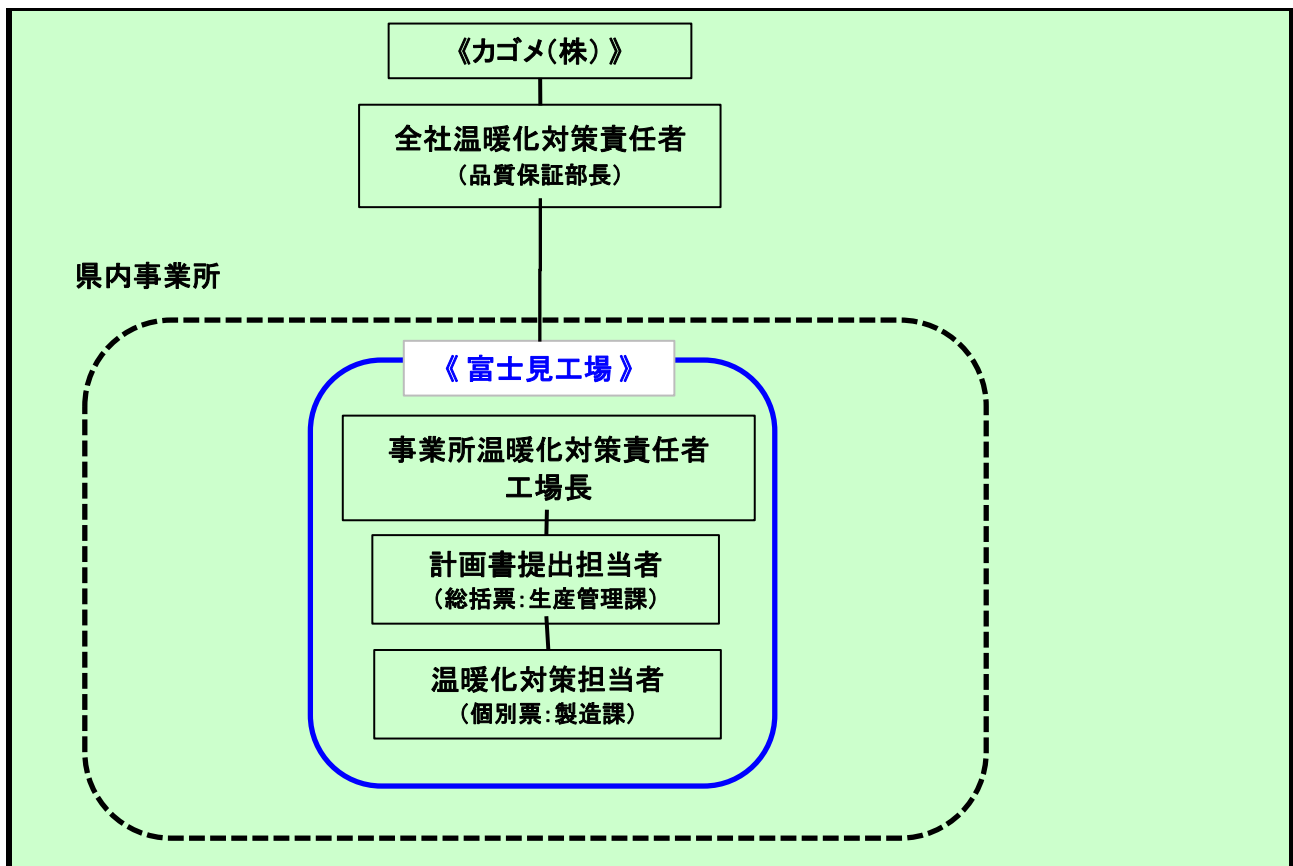 《カゴメ(株)》
全社温暖化対策責任者
(品質保証部長)
県内事業所
《 富士見工場 》
事業所温暖化対策責任者
工場長
計画書提出担当者
(総括票:生産管理課)
温暖化対策担当者
(個別票:製造課)